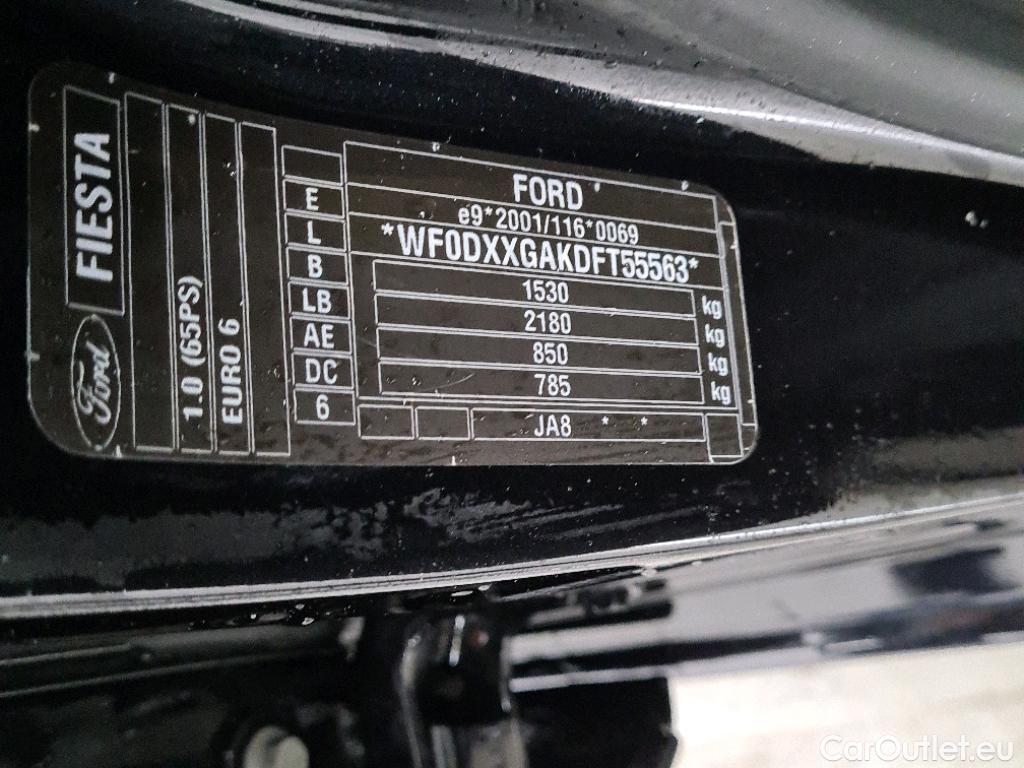 FIESTA
Ford
1.0 (65PS)
EURO 6
E
L
B
LB
AE
DC
6
FORD
e9*2001/116*0069
*WF0DXXGAKDFT55563*
1530 kg
2180 kg
850 kg
785 kg
JA8 * *
CarOutlet.eu